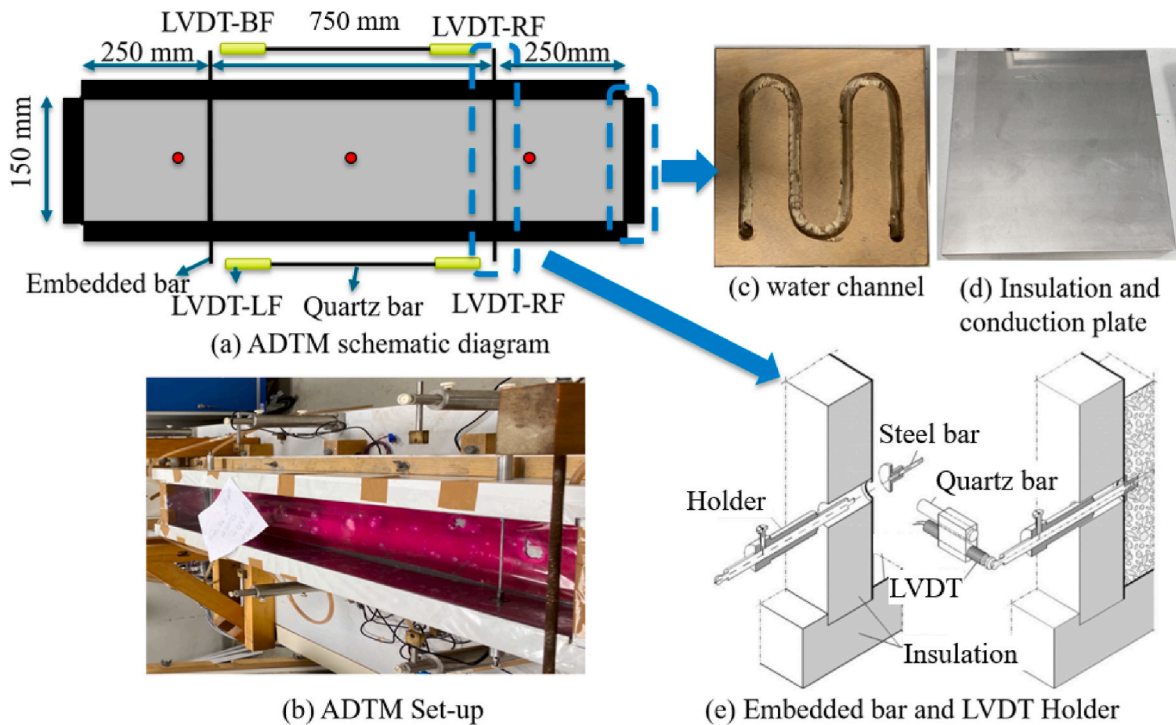 LVDT-BF
750 mm
LVDT-RF
250 mm
250mm
150 mm
Embedded bar
LVDT-LF
Quartz bar
LVDT-RF
(a) ADTM schematic diagram
(c) water channel
(d) Insulation and
conduction plate
(b) ADTM Set-up
Steel bar
Holder
Quartz bar
LVDT
Insulation
(e) Embedded bar and LVDT Holder